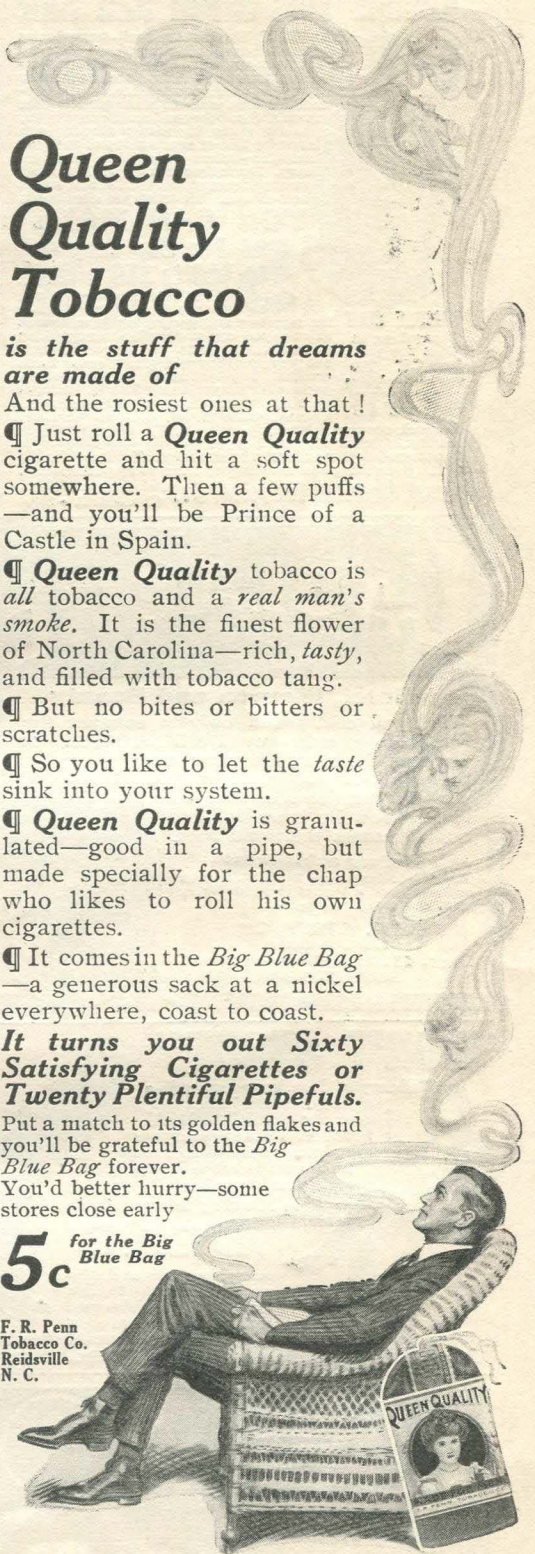 Queen
Quality
Tobacco
is the stuff that dreams
are made of
And the rosiest ones at that!
¶ Just roll a Queen Quality
cigarette and hit a soft spot
somewhere. Then a few puffs
—and you'll be Prince of a
Castle in Spain.
¶ Queen Quality tobacco is
all tobacco and a real man's
smoke. It is the finest flower
of North Carolina—rich, tasty,
and filled with tobacco tang.
¶ But no bites or bitters or
scratches.
¶ So you like to let the taste
sink into your system.
¶ Queen Quality is granu-
lated—good in a pipe, but
made specially for the chap
who likes to roll his own
cigarettes.
¶ It comes in the Big Blue Bag
—a generous sack at a nickel
everywhere, coast to coast.
It turns you out Sixty
Satisfying Cigarettes or
Twenty Plentiful Pipefuls.
Put a match to its golden flakes and
you'll be grateful to the Big
Blue Bag forever.
You'd better hurry—some
stores close early
5c for the Big
Blue Bag
F. R. Penn
Tobacco Co.
Reidsville
N. C.
QUEEN QUALITY